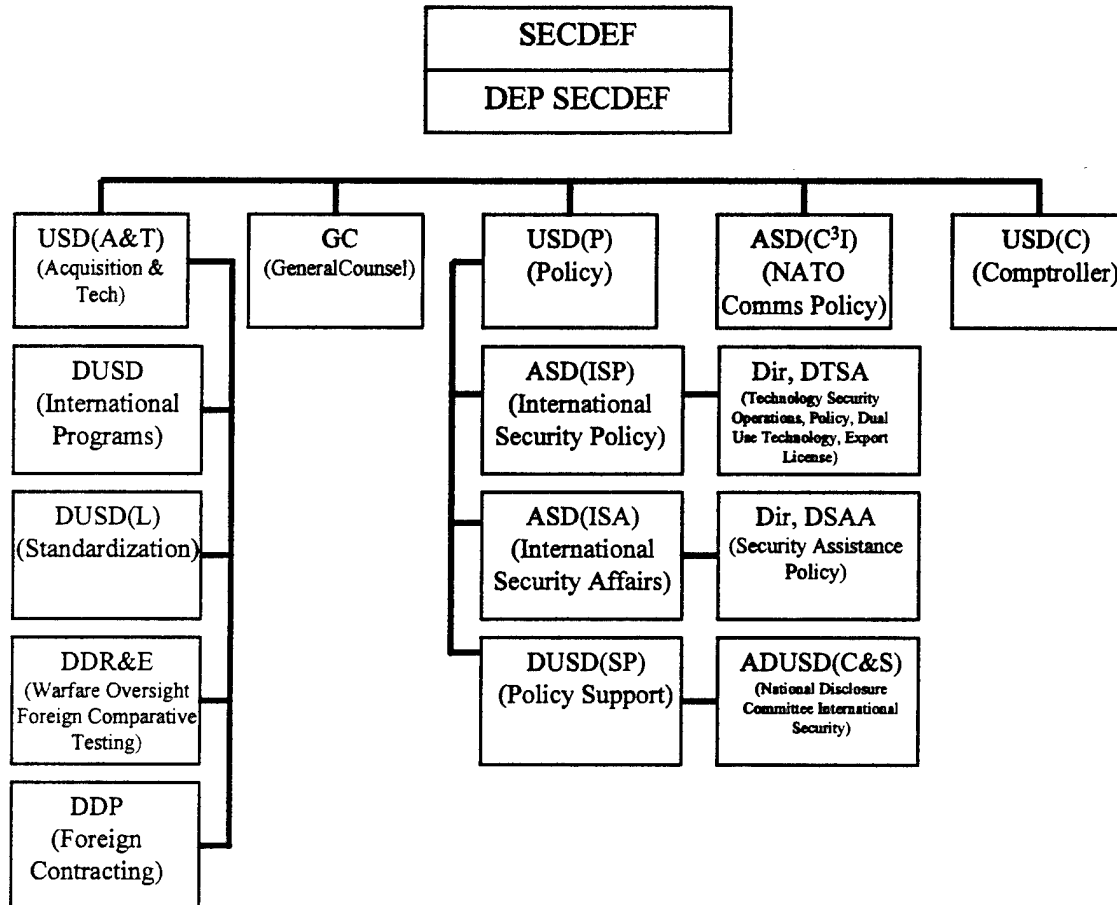 SECDEF
DEP SECDEF
USD(A&T)
(Acquisition &
Tech)
GC
(GeneralCounsel)
USD(P)
(Policy)
ASD(C³I)
(NATO
Comms Policy)
USD(C)
(Comptroller)
DUSD
(International
Programs)
ASD(ISP)
(International
Security Policy)
Dir, DTSA
(Technology Security
Operations, Policy, Dual
Use Technology, Export
License)
DUSD(L)
(Standardization)
ASD(ISA)
(International
Security Affairs)
Dir, DSAA
(Security Assistance
Policy)
DDR&E
(Warfare Oversight
Foreign Comparative
Testing)
DUSD(SP)
(Policy Support)
ADUSD(C&S)
(National Disclosure
Committee International
Security)
DDP
(Foreign
Contracting)